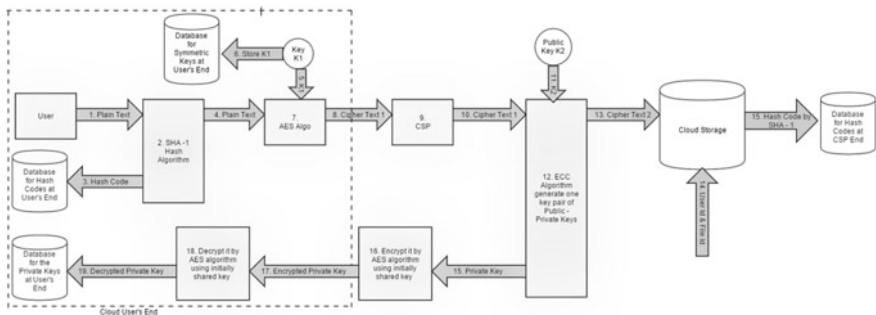 Database
for
Symmetric
Keys at
User's End
6. Store K1
Key
K1
5. K1
Public
Key K2
11. K2
User
1. Plain Text
2. SHA -1
Hash
Algorithm
4. Plain Text
7.
AES Algo
8. Cipher Text 1
9.
CSP
10. Cipher Text 1
13. Cipher Text 2
Cloud Storage
15. Hash Code by
SHA - 1
Database
for Hash
Codes at
CSP End
Database
for Hash
Codes at
User's
End
3. Hash Code
12. ECC
Algorithm
generate one
key pair of
Public -
Private Keys
14. User Id & File Id
Database
for the
Private Keys
at User's
End
19. Decrypted Private Key
18. Decrypt it by
AES algorithm
using initially
shared key
17. Encrypted Private Key
16. Encrypt it by
AES algorithm
using initially
shared key
15. Private Key
Cloud User's End